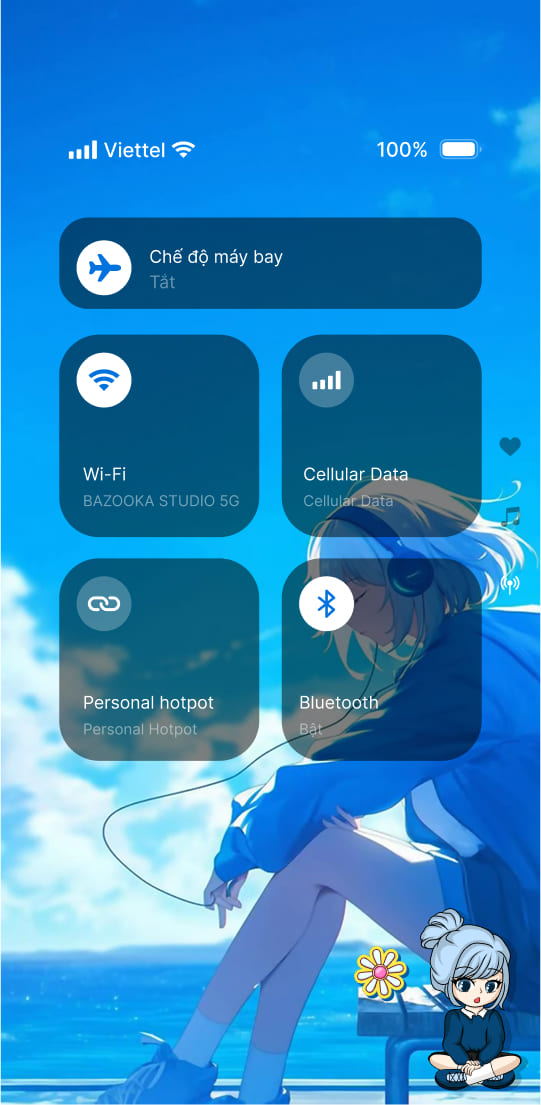 Viettel 100%
Chế độ máy bay
Tắt
Wi-Fi
BAZOOKA STUDIO 5G
Cellular Data
Cellular Data
Personal hotpot
Personal Hotpot
Bluetooth
Bật